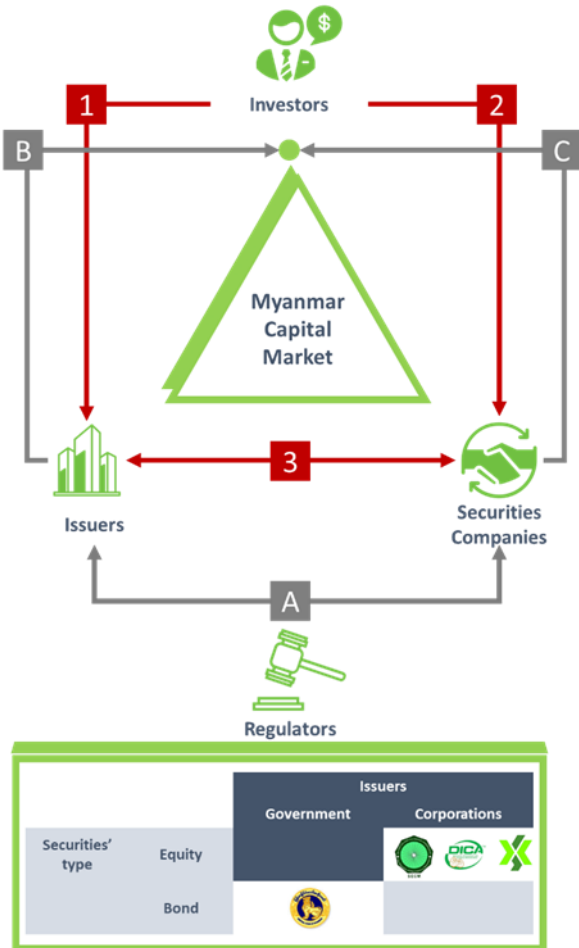 $
Investors
1
2
B
C
Myanmar
Capital
Market
3
Issuers
Securities
Companies
A
Regulators
Issuers
Government
Corporations
Securities'
type
Equity
SECM
DICA
Bond